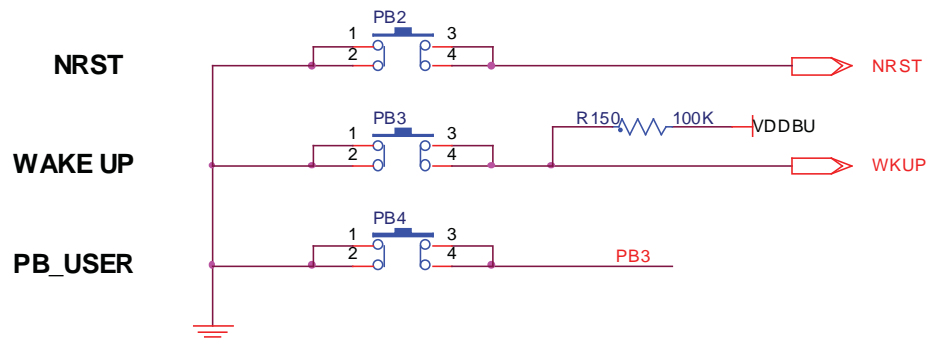 PB2
1 3
2 4
NRST NRST
PB3 R150 100K VDDBU
1 3
2 4
WAKE UP WKUP
PB4
1 3
2 4
PB_USER PB3